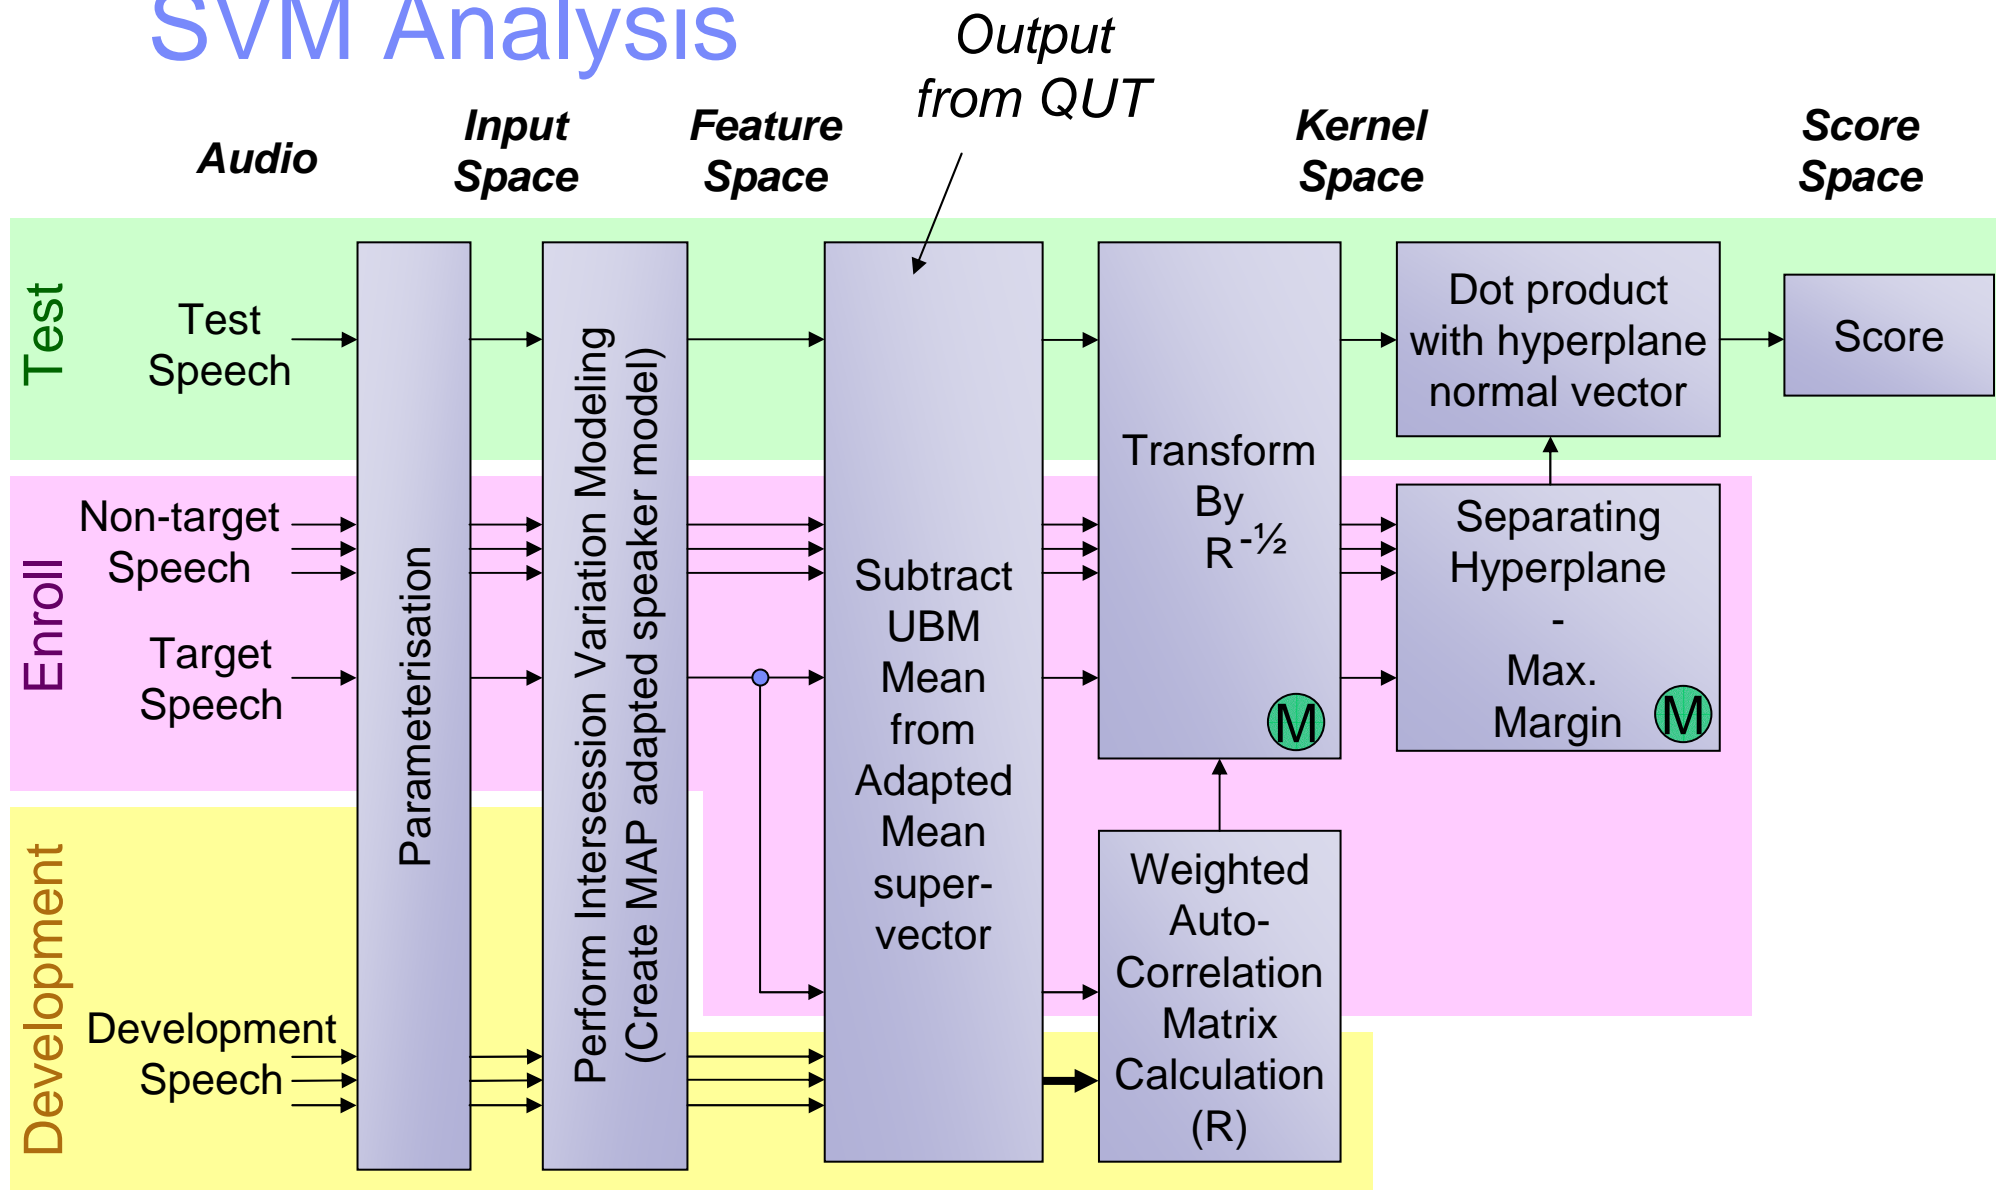 SVM Analysis
Output
from QUT
Audio
Input
Space
Feature
Space
Kernel
Space
Score
Space
Test
Test
Speech
Enroll
Non-target
Speech
Target
Speech
Development
Development
Speech
Parameterisation
Perform Intersession Variation Modeling
(Create MAP adapted speaker model)
Subtract
UBM
Mean
from
Adapted
Mean
super-
vector
Transform
By
R -½
M
Weighted
Auto-
Correlation
Matrix
Calculation
(R)
Dot product
with hyperplane
normal vector
Separating
Hyperplane
-
Max.
Margin
M
Score